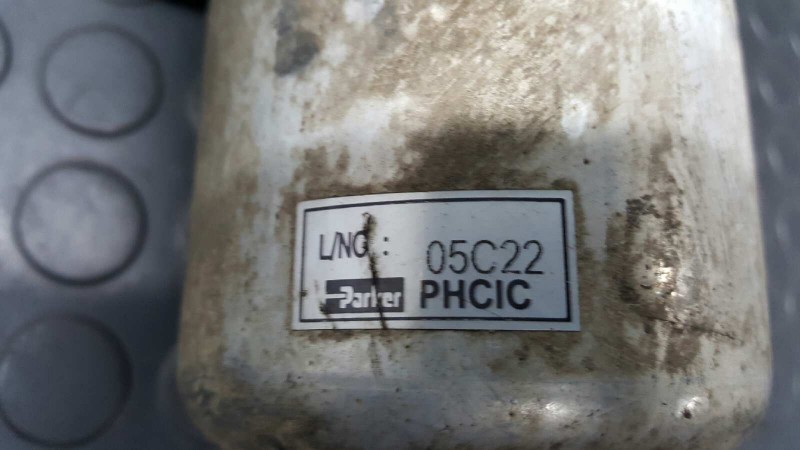 L/NO : 05C22
Parker PHCIC